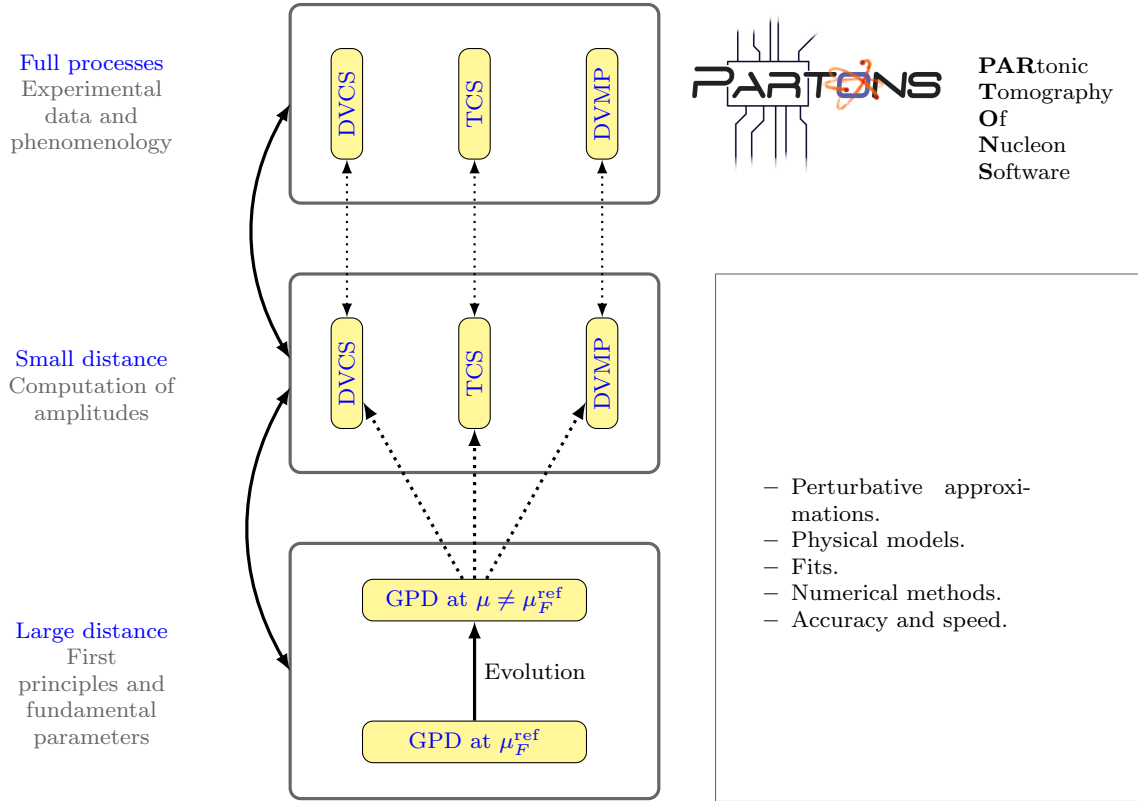 Full processes
Experimental
data and
phenomenology
DVCS
TCS
DVMP
PARTONS
PARtonic
Tomography
Of
Nucleon
Software
Small distance
Computation of
amplitudes
DVCS
TCS
DVMP
– Perturbative approxi-
mations.
– Physical models.
– Fits.
– Numerical methods.
– Accuracy and speed.
Large distance
First
principles and
fundamental
parameters
GPD at μ ≠ μ_F^ref
Evolution
GPD at μ_F^ref